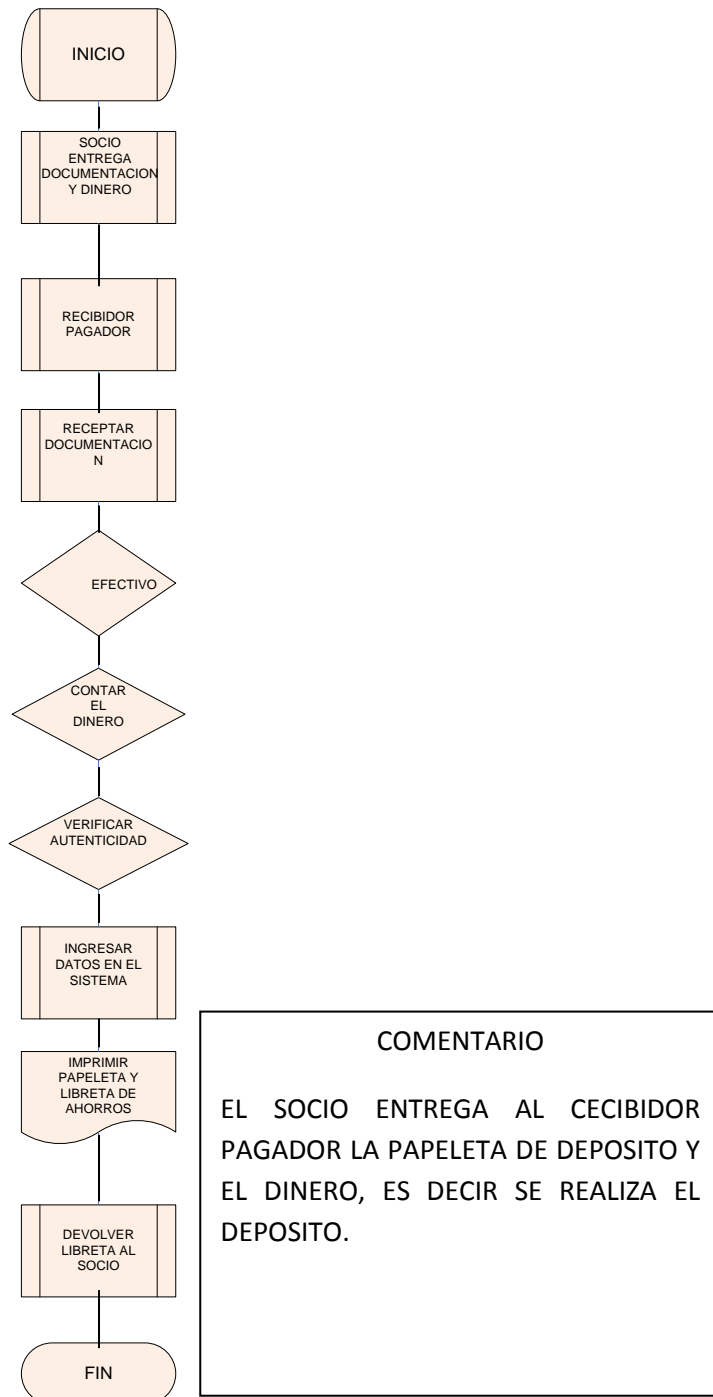 INICIO
SOCIO
ENTREGA
DOCUMENTACION
Y DINERO
RECIBIDOR
PAGADOR
RECEPTAR
DOCUMENTACIO
N
EFECTIVO
CONTAR
EL
DINERO
VERIFICAR
AUTENTICIDAD
INGRESAR
DATOS EN EL
SISTEMA
IMPRIMIR
PAPELETA Y
LIBRETA DE
AHORROS
DEVOLVER
LIBRETA AL
SOCIO
FIN
COMENTARIO
EL SOCIO ENTREGA AL CECIBIDOR
PAGADOR LA PAPELETA DE DEPOSITO Y
EL DINERO, ES DECIR SE REALIZA EL
DEPOSITO.